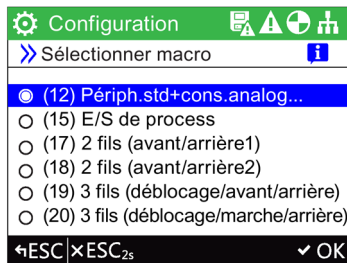 Configuration
Sélectionner macro
(12) Périph.std+cons.analog...
(15) E/S de process
(17) 2 fils (avant/arrière1)
(18) 2 fils (avant/arrière2)
(19) 3 fils (déblocage/avant/arrière)
(20) 3 fils (déblocage/marche/arrière)
ESC ESC2s OK